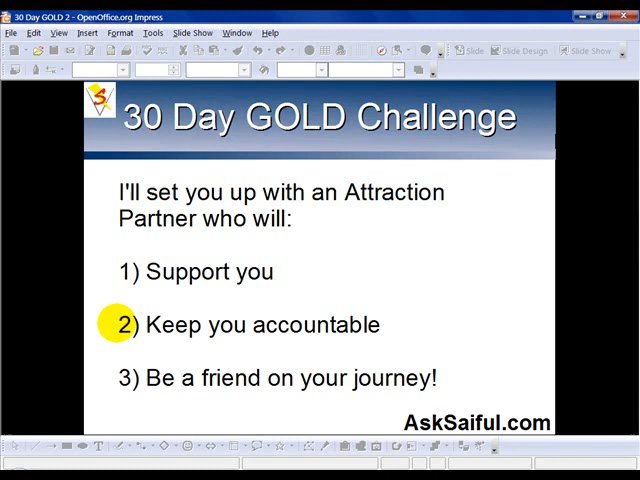 30 Day GOLD 2 - OpenOffice.org Impress
File Edit View Insert Format Tools Slide Show Window Help
Slide Slide Design Slide Show
S
30 Day GOLD Challenge
I'll set you up with an Attraction
Partner who will:
1) Support you
2) Keep you accountable
3) Be a friend on your journey!
AskSaiful.com